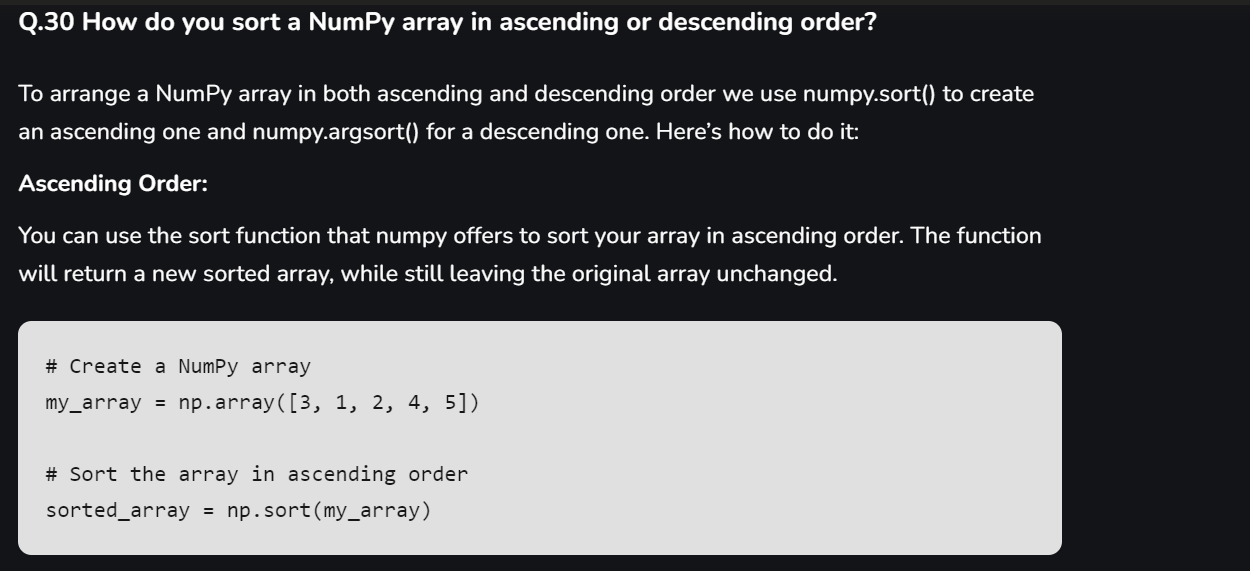 Q.30 How do you sort a NumPy array in ascending or descending order?
To arrange a NumPy array in both ascending and descending order we use numpy.sort() to create
an ascending one and numpy.argsort() for a descending one. Here’s how to do it:
Ascending Order:
You can use the sort function that numpy offers to sort your array in ascending order. The function
will return a new sorted array, while still leaving the original array unchanged.
# Create a NumPy array
my_array = np.array([3, 1, 2, 4, 5])
# Sort the array in ascending order
sorted_array = np.sort(my_array)